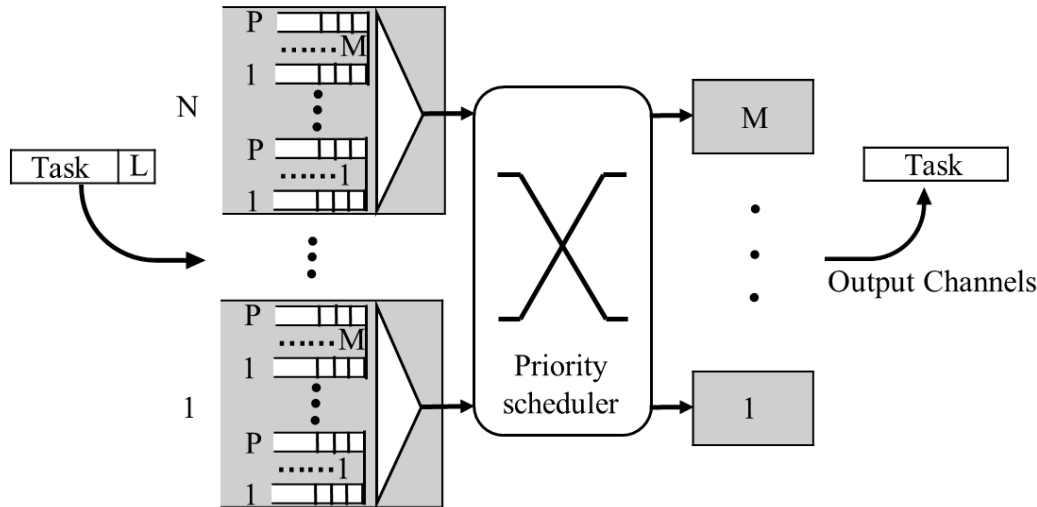 P
......M
1
N
P
......1
1
Task L
M
Task
Output Channels
P
......M
1
1
P
......1
1
Priority
scheduler
1